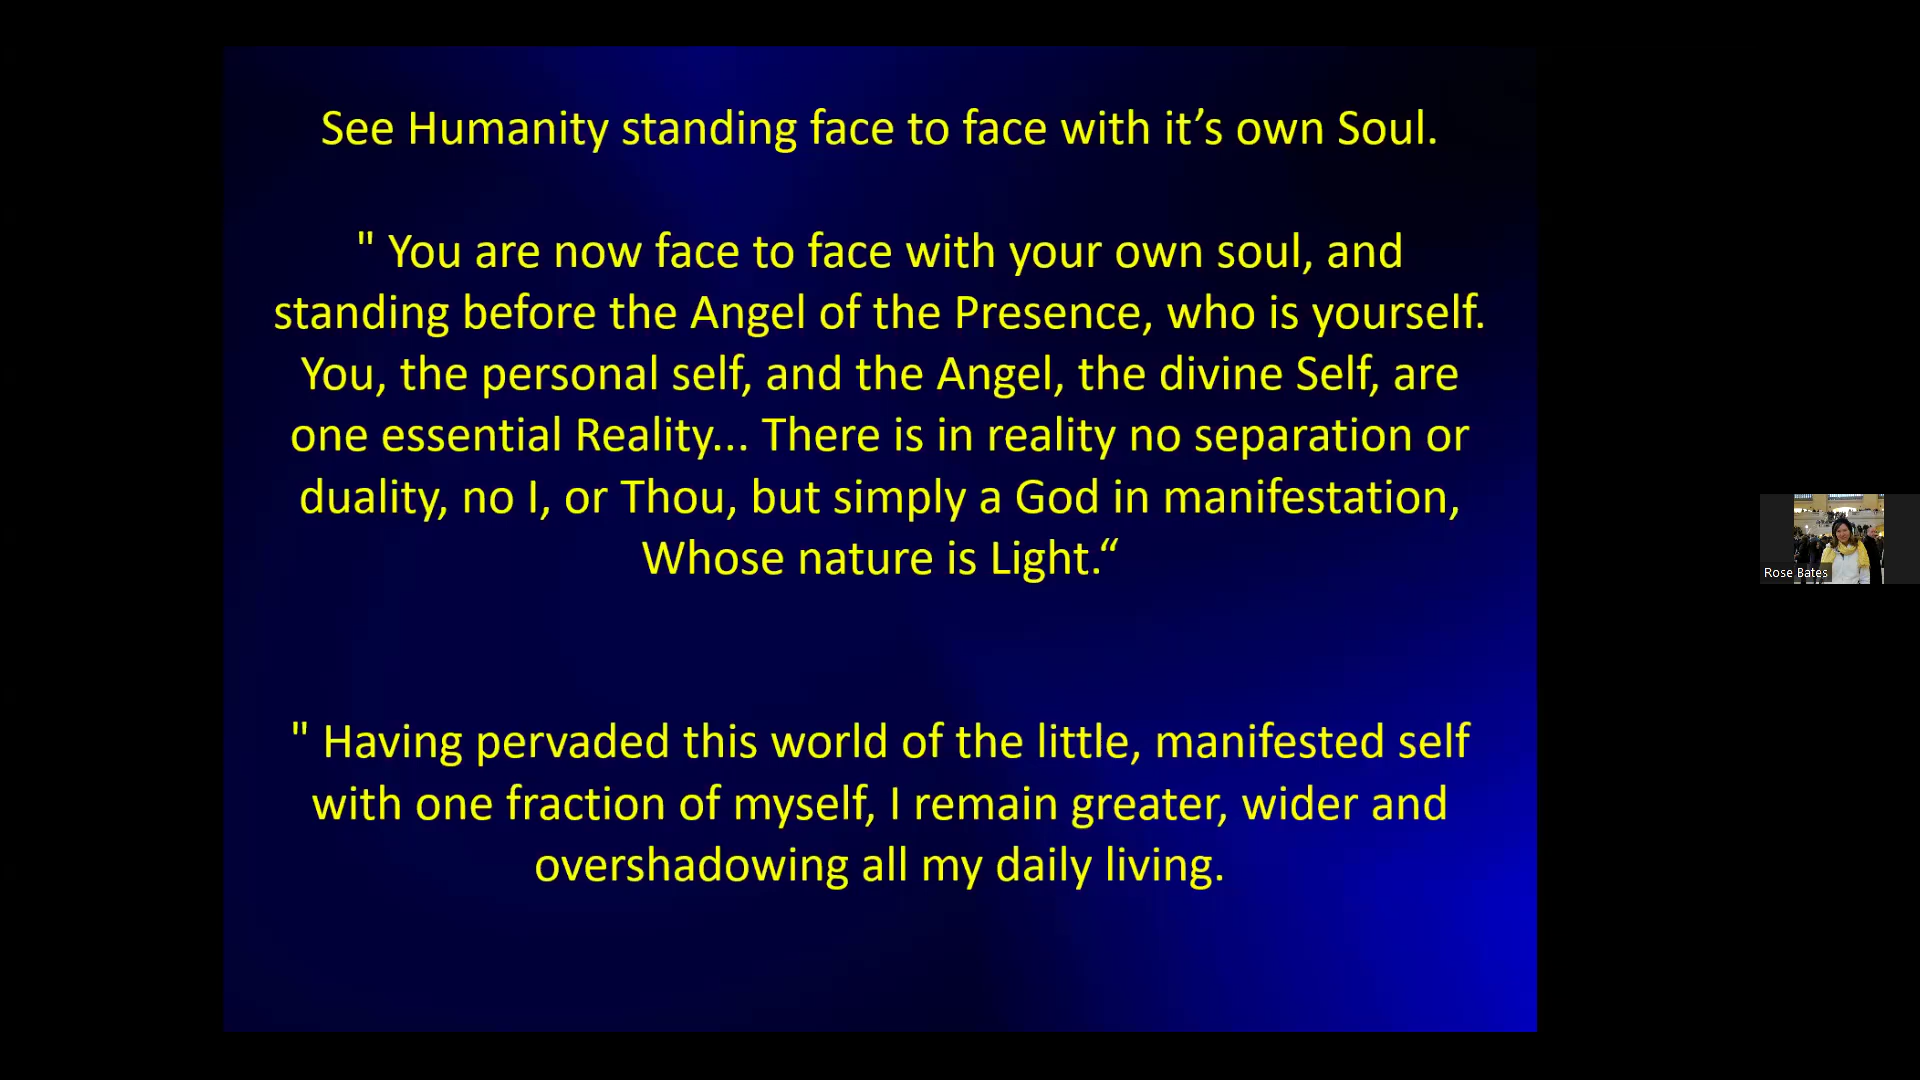 See Humanity standing face to face with it’s own Soul.
" You are now face to face with your own soul, and
standing before the Angel of the Presence, who is yourself.
You, the personal self, and the Angel, the divine Self, are
one essential Reality... There is in reality no separation or
duality, no I, or Thou, but simply a God in manifestation,
Whose nature is Light.“
" Having pervaded this world of the little, manifested self
with one fraction of myself, I remain greater, wider and
overshadowing all my daily living.
Rose Bates